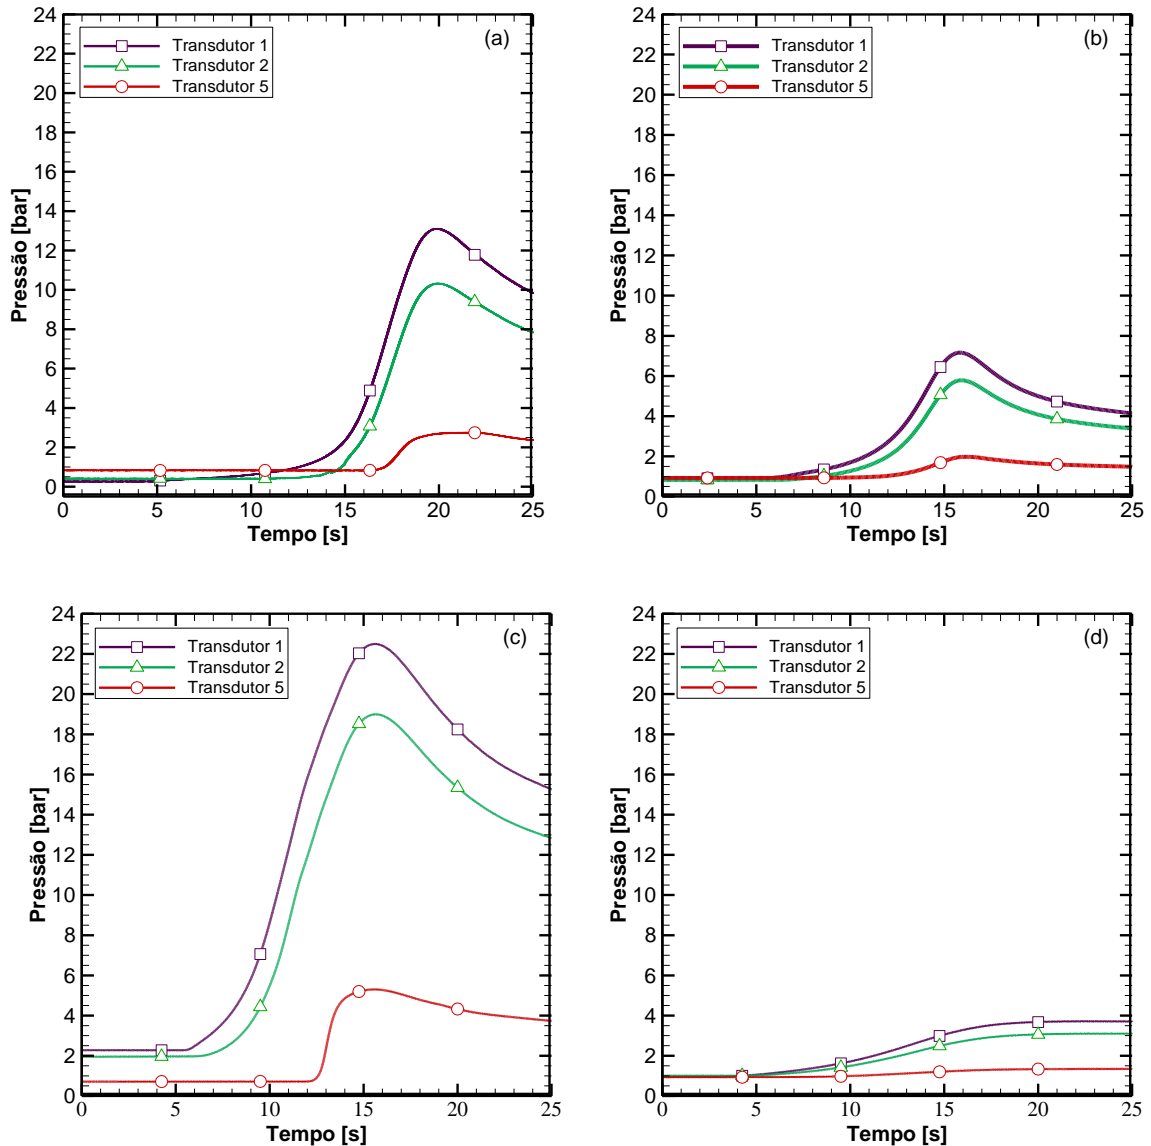 (a)
Transdutor 1
Transdutor 2
Transdutor 5
Pressão [bar]
24
22
20
18
16
14
12
10
8
6
4
2
0
0 5 10 15 20 25
Tempo [s]
(b)
Transdutor 1
Transdutor 2
Transdutor 5
Pressão [bar]
24
22
20
18
16
14
12
10
8
6
4
2
0
0 5 10 15 20 25
Tempo [s]
(c)
Transdutor 1
Transdutor 2
Transdutor 5
Pressão [bar]
24
22
20
18
16
14
12
10
8
6
4
2
0
0 5 10 15 20 25
Tempo [s]
(d)
Transdutor 1
Transdutor 2
Transdutor 5
Pressão [bar]
24
22
20
18
16
14
12
10
8
6
4
2
0
0 5 10 15 20 25
Tempo [s]